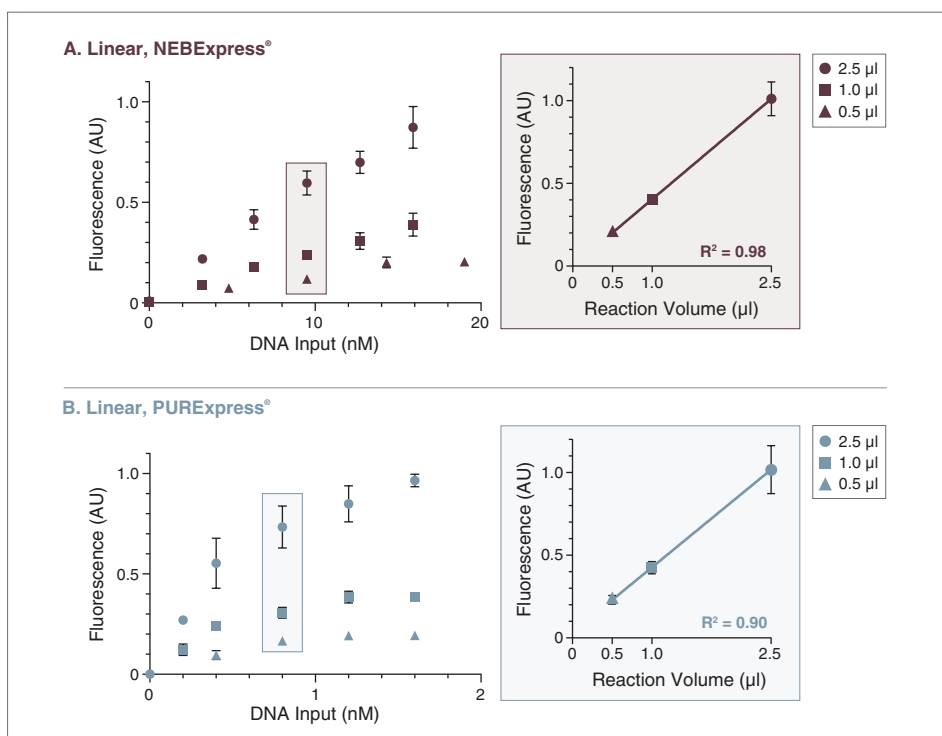 A. Linear, NEBExpress®
Fluorescence (AU)
1.0
0.5
0
0
10
20
DNA Input (nM)
Fluorescence (AU)
1.0
0.5
0
0
0.5
1.0
2.5
Reaction Volume (µl)
R² = 0.98
2.5 µl
1.0 µl
0.5 µl
B. Linear, PURExpress®
Fluorescence (AU)
1.0
0.5
0
0
1
2
DNA Input (nM)
Fluorescence (AU)
1.0
0.5
0
0
0.5
1.0
2.5
Reaction Volume (µl)
R² = 0.90
2.5 µl
1.0 µl
0.5 µl